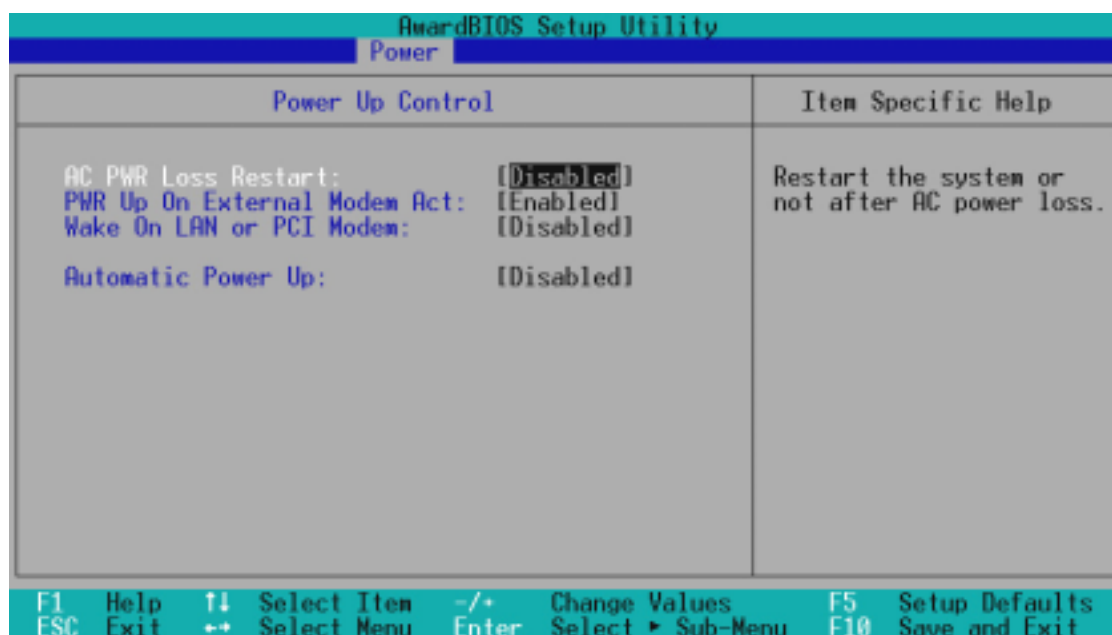 AwardBIOS Setup Utility
Power
Power Up Control
Item Specific Help
AC PWR Loss Restart: [Disabled]
PWR Up On External Modem Act: [Enabled]
Wake On LAN or PCI Modem: [Disabled]
Automatic Power Up: [Disabled]
Restart the system or
not after AC power loss.
F1 Help ↑↓ Select Item -/+ Change Values F5 Setup Defaults
ESC Exit ←→ Select Menu Enter Select ► Sub-Menu F10 Save and Exit